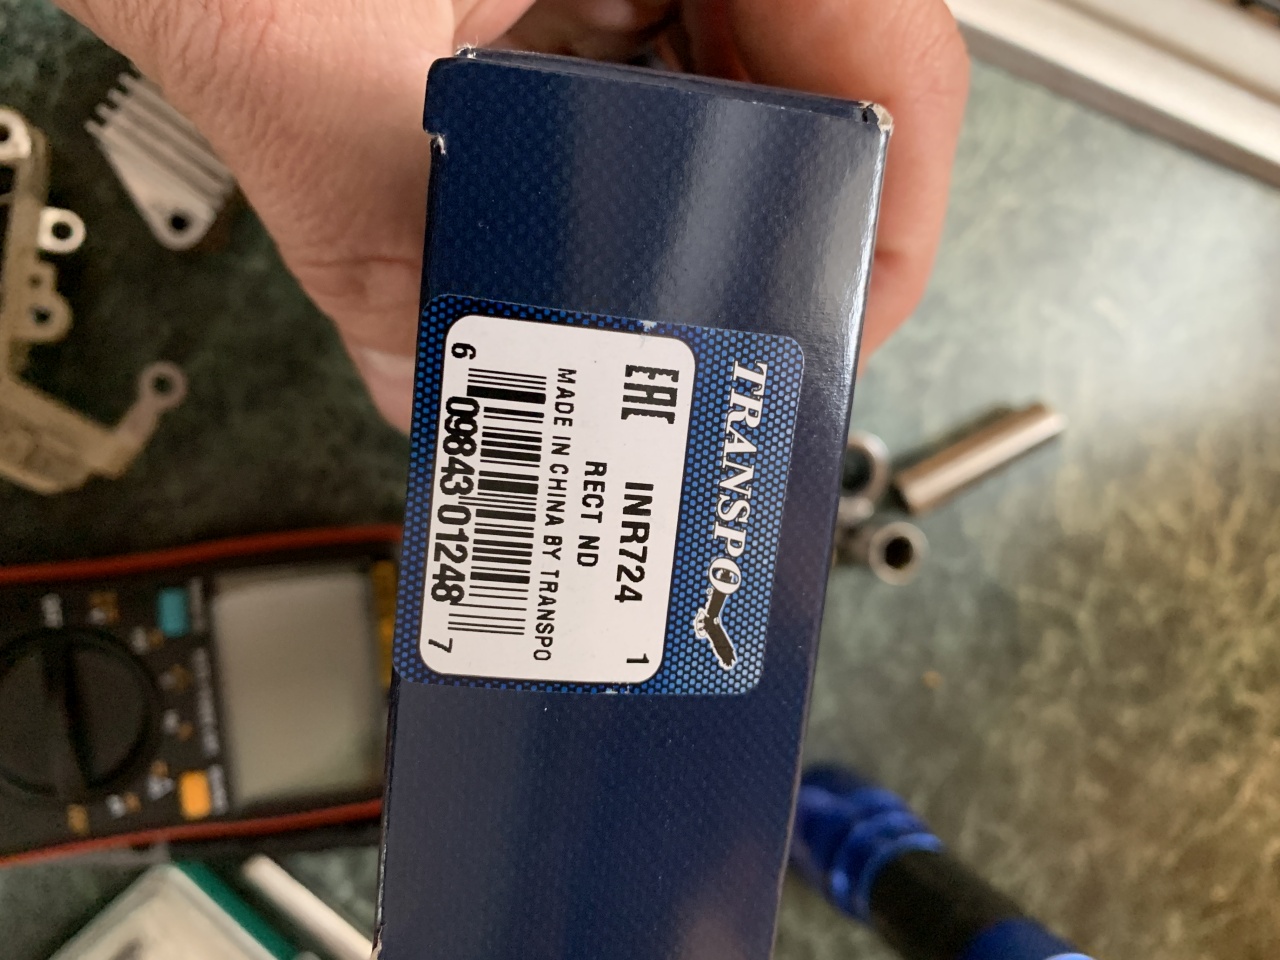 TRANSPO
EAC
INR724
1
RECT ND
MADE IN CHINA BY TRANSPO
6 09843 01248 7